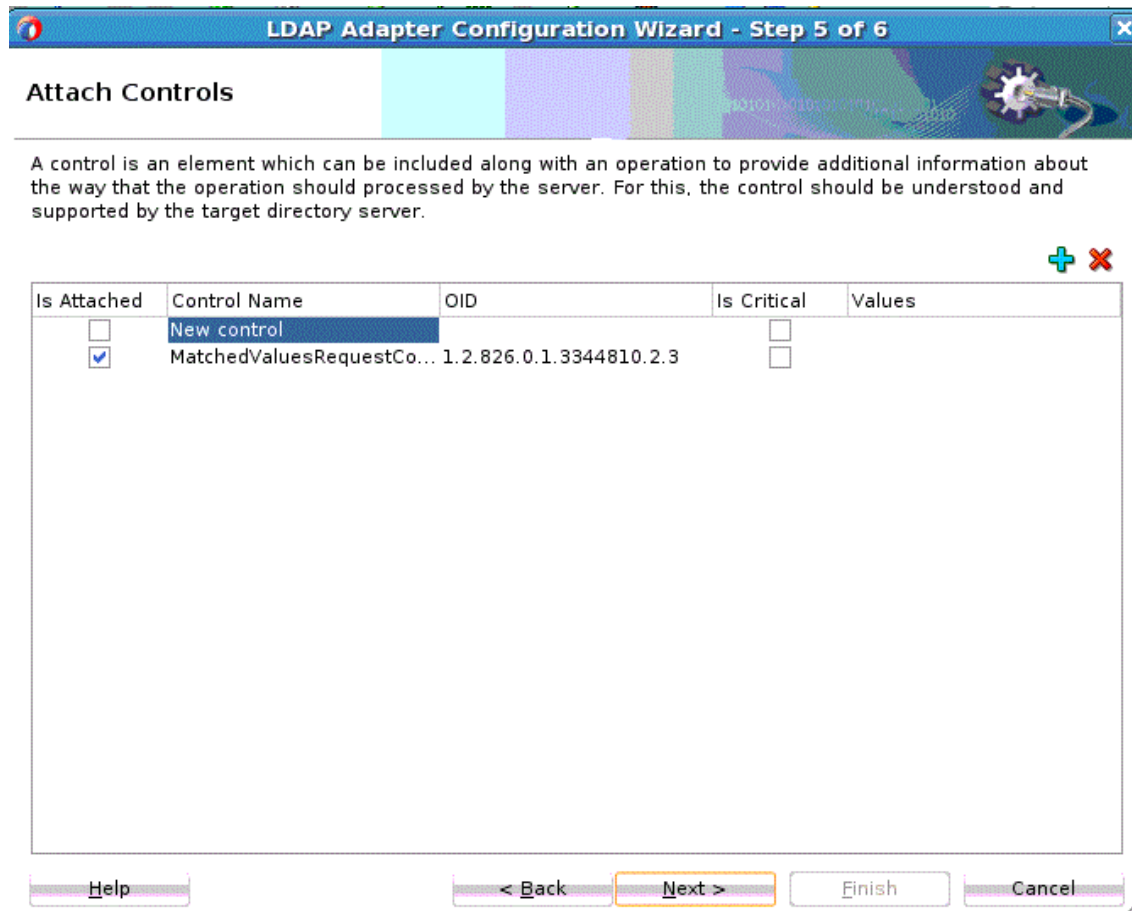 LDAP Adapter Configuration Wizard - Step 5 of 6
Attach Controls
A control is an element which can be included along with an operation to provide additional information about
the way that the operation should processed by the server. For this, the control should be understood and
supported by the target directory server.
Is Attached Control Name OID Is Critical Values
New control
MatchedValuesRequestCo... 1.2.826.0.1.3344810.2.3
Help < Back Next > Finish Cancel